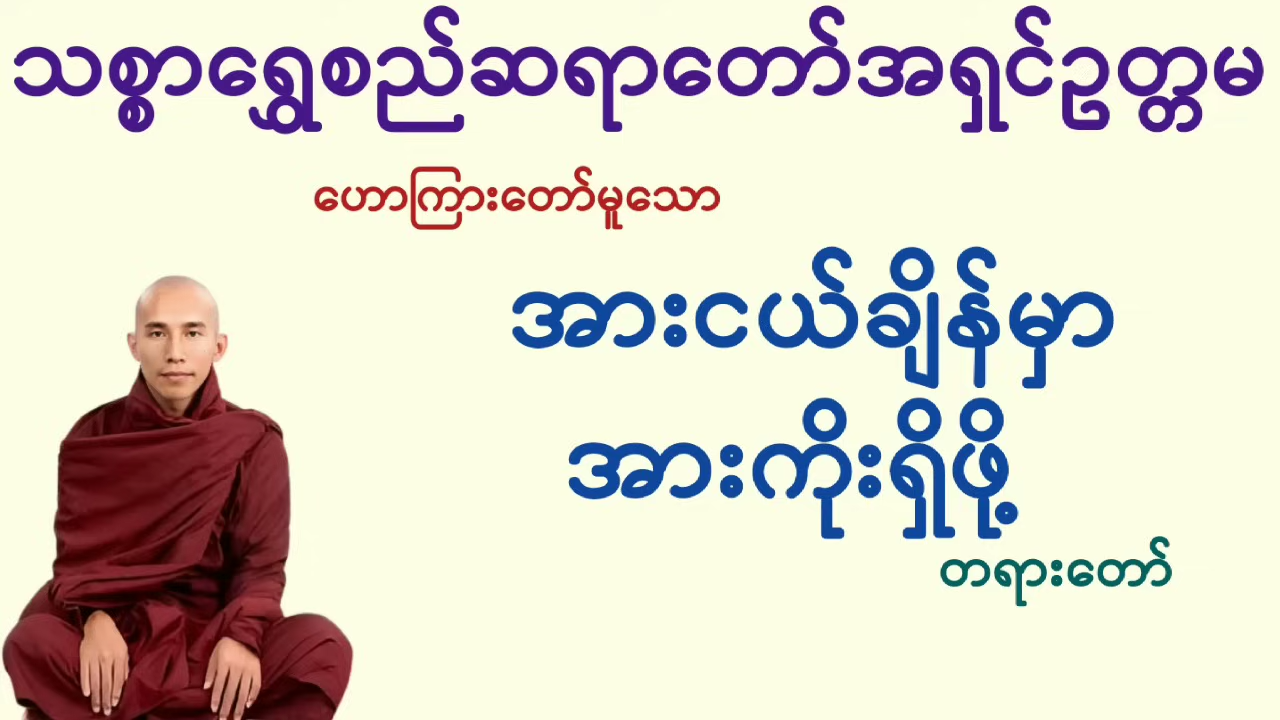 သစ္စာရွှေစည်ဆရာတော်အရှင်ဥတ္တမ
ဟောကြားတော်မူသော
အားငယ်ချိန်မှာ
အားကိုးရှိဖို့
တရားတော်